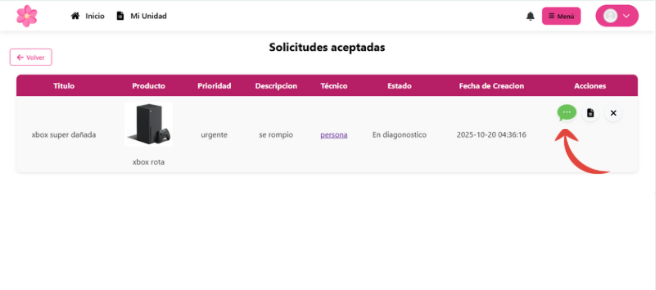 Inicio Mi Unidad Menú
Solicitudes aceptadas
Volver
Titulo Producto Prioridad Descripcion Técnico Estado Fecha de Creacion Acciones
xbox super dañada urgente se rompio persona En diagonostico 2025-10-20 04:36:16
xbox rota